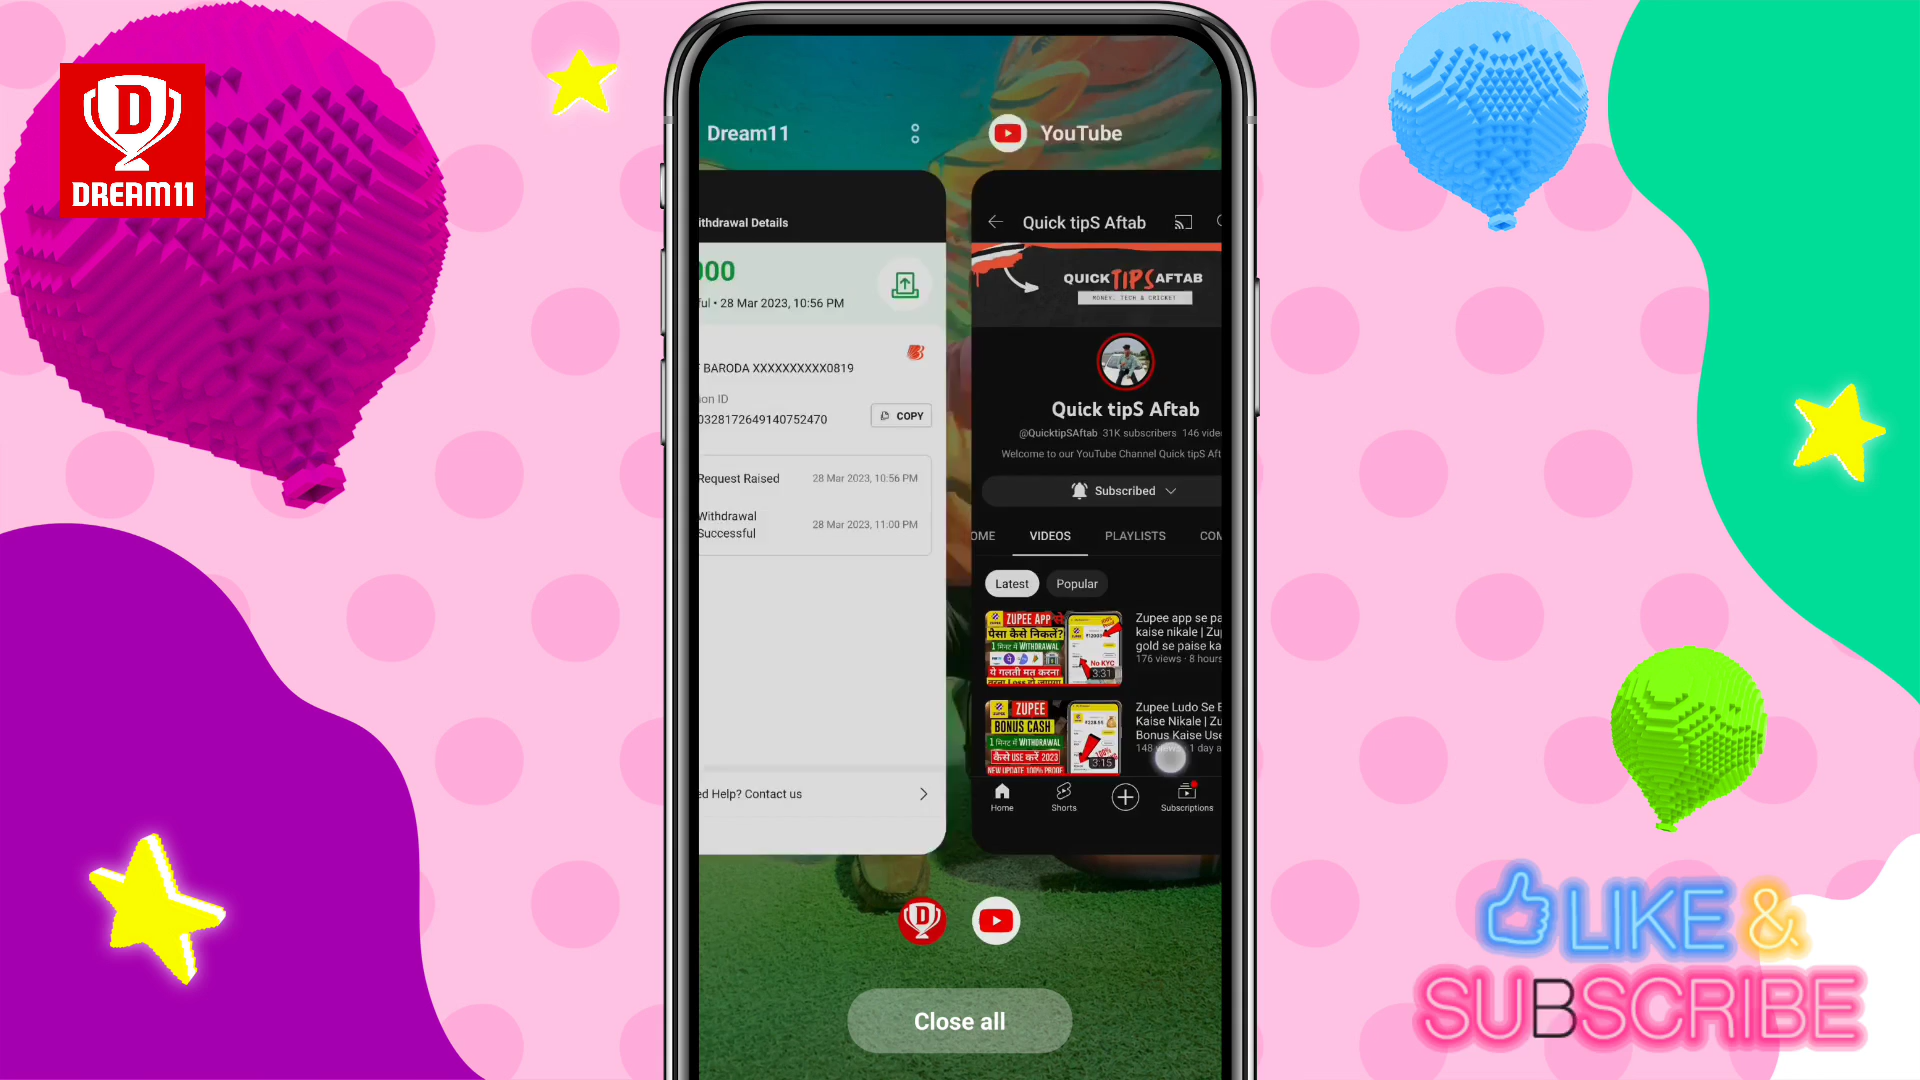 DREAM11
Dream11
YouTube
ithdrawal Details
Quick tipS Aftab
000
ful • 28 Mar 2023, 10:56 PM
QUICK TIPS AFTAB
MONEY, TECH & CRICKET
BARODA XXXXXXXXXX0819
ion ID
0328172649140752470
COPY
Quick tipS Aftab
@QuicktipSAftab 31K subscribers 146 vide
Welcome to our YouTube Channel Quick tipS Aft
Request Raised
28 Mar 2023, 10:56 PM
Subscribed
Withdrawal
Successful
28 Mar 2023, 11:00 PM
OME
VIDEOS
PLAYLISTS
COM
Latest
Popular
ZUPEE APP से
पैसा कैसे निकलें?
1 मिनट में WITHDRAWAL
ये गलती मत करना
No KYC
3:31
Zupee app se pa
kaise nikale | Zu
gold se paise ka
176 views · 8 hours
ZUPEE
BONUS CASH
1 मिनट में WITHDRAWAL
कैसे USE करें 2023
NEW UPDATE 100% PROOF
3:15
Zupee Ludo Se B
Kaise Nikale | Zu
Bonus Kaise Use
148 views · 1 day a
ed Help? Contact us
Home
Shorts
Subscriptions
Close all
LIKE &
SUBSCRIBE